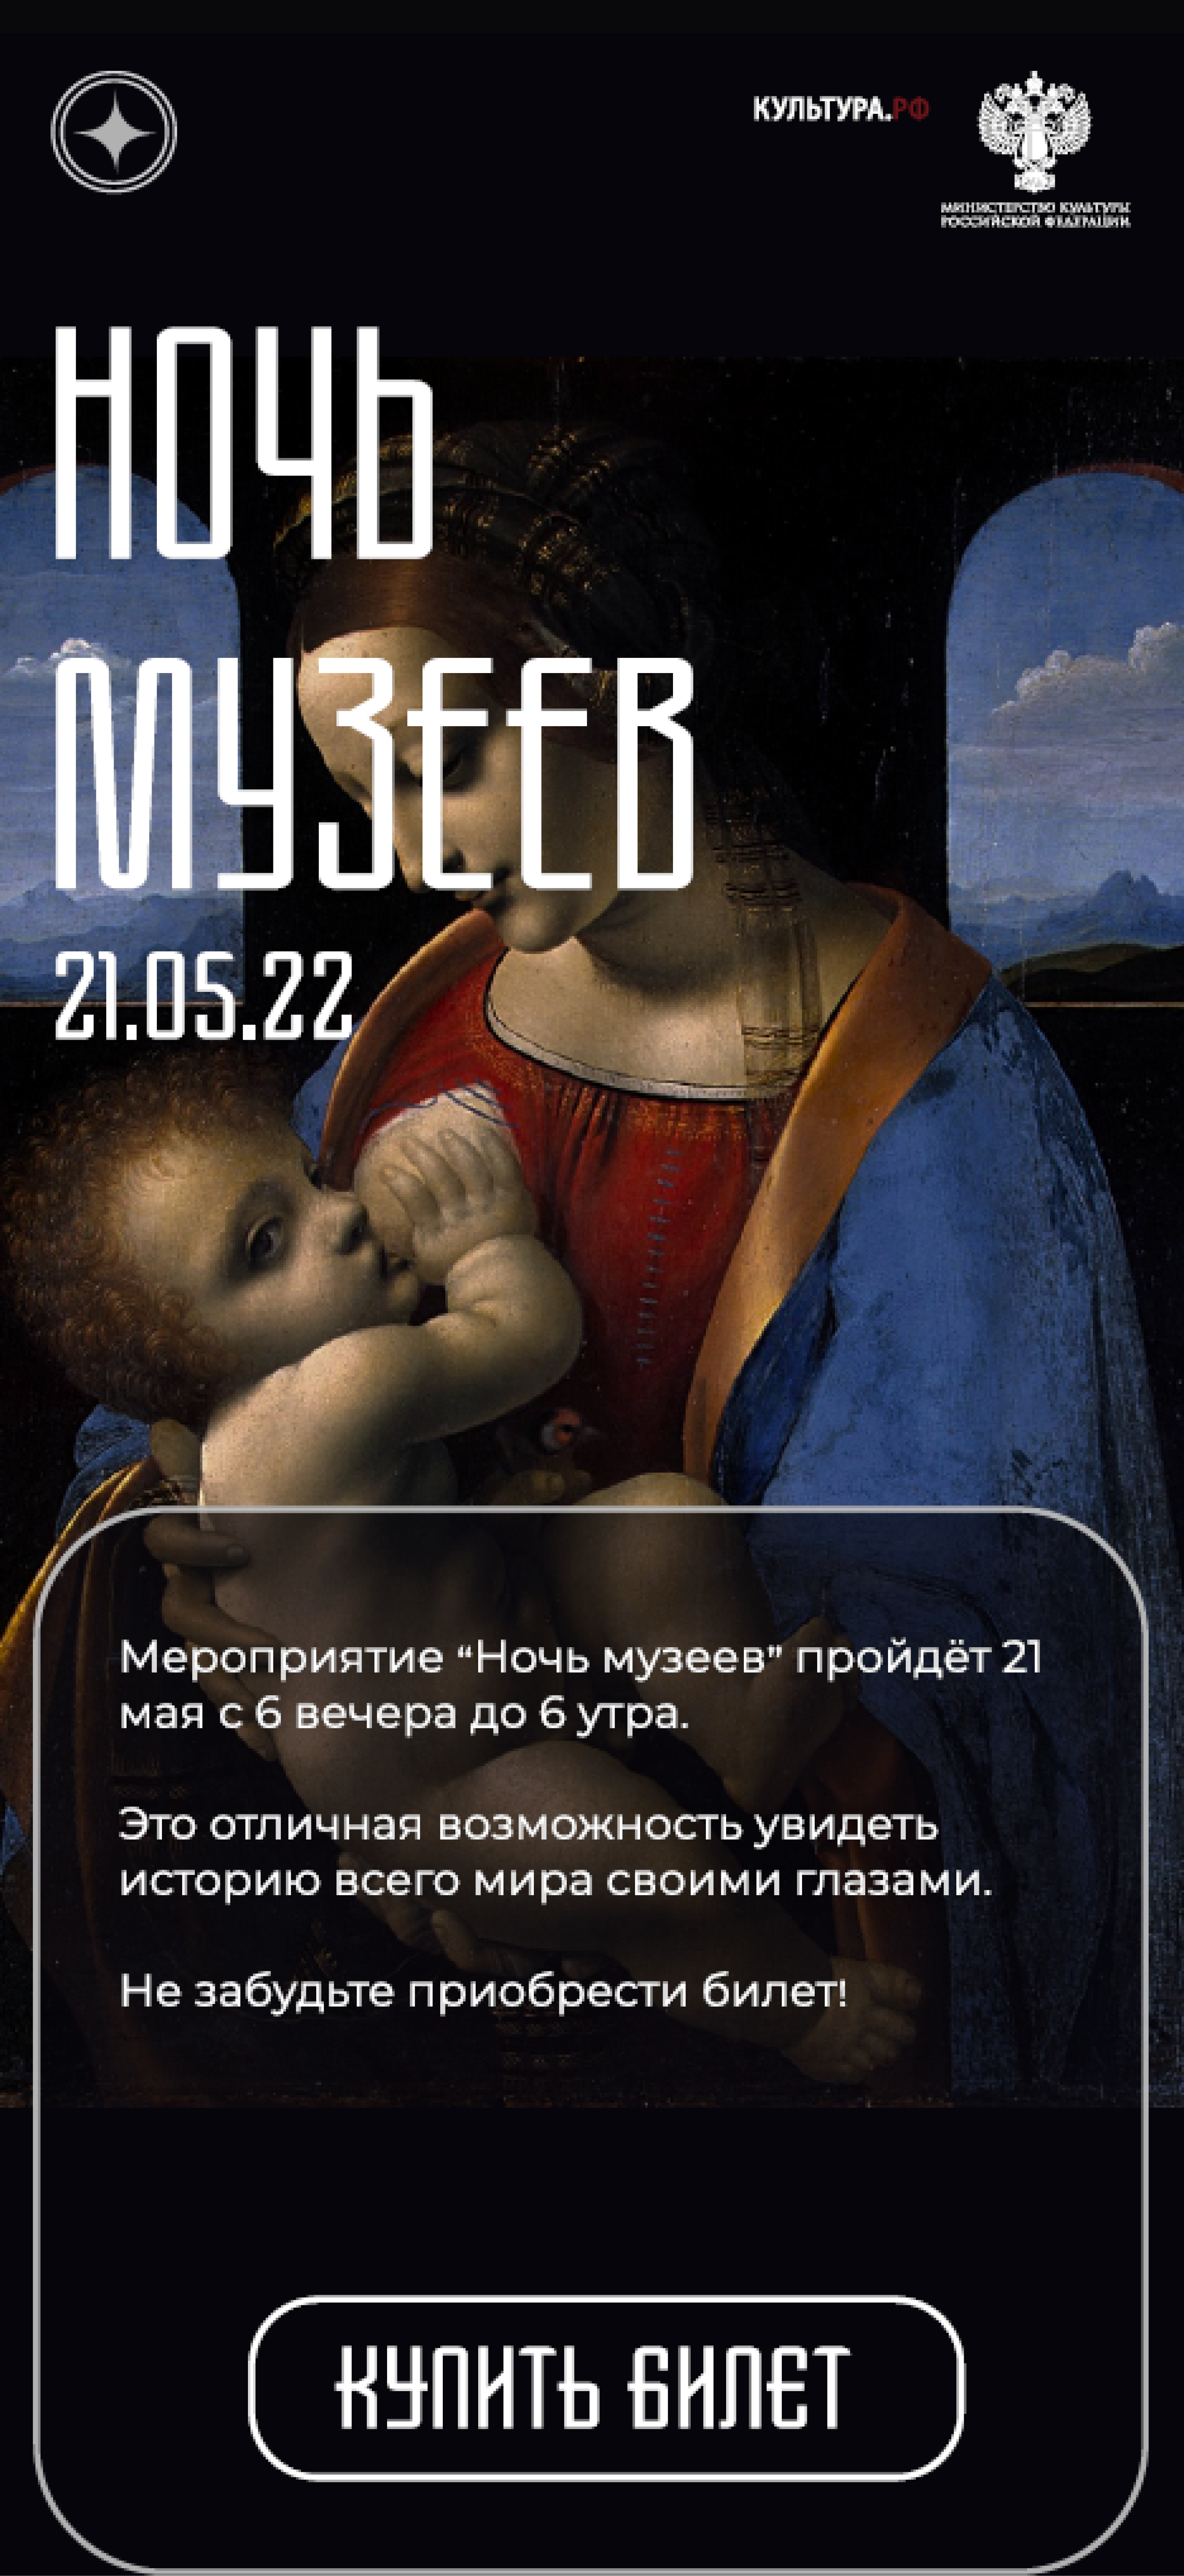 КУЛЬТУРА.РФ
МИНИСТЕРСТВО КУЛЬТУРЫ
РОССИЙСКОЙ ФЕДЕРАЦИИ
НОЧЬ
МУЗЕЕВ
21.05.22
Мероприятие “Ночь музеев” пройдёт 21
мая с 6 вечера до 6 утра.
Это отличная возможность увидеть
историю всего мира своими глазами.
Не забудьте приобрести билет!
КУПИТЬ БИЛЕТ